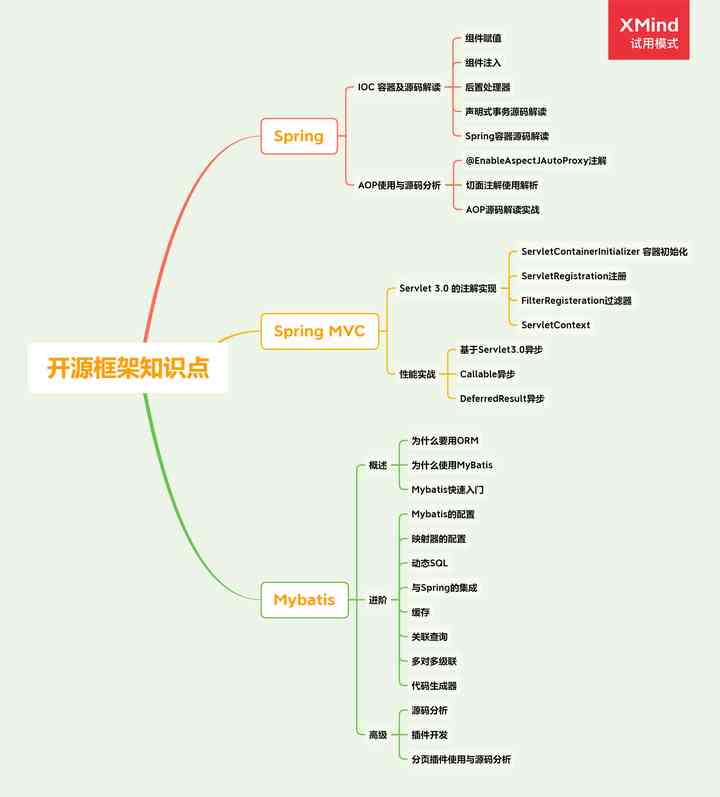 XMind
试用模式
开源框架知识点
Spring
IOC 容器及源码解读
组件赋值
组件注入
后置处理器
声明式事务源码解读
Spring容器源码解读
AOP使用与源码分析
@EnableAspectJAutoProxy注解
切面注解使用解析
AOP源码解读实战
Spring MVC
Servlet 3.0 的注解实现
ServletContainerInitializer 容器初始化
ServletRegistration注册
FilterRegisteration过滤器
ServletContext
性能实战
基于Servlet3.0异步
Callable异步
DeferredResult异步
Mybatis
概述
为什么要用ORM
为什么使用MyBatis
Mybatis快速入门
进阶
Mybatis的配置
映射器的配置
动态SQL
与Spring的集成
缓存
关联查询
多对多级联
代码生成器
高级
源码分析
插件开发
分页插件使用与源码分析